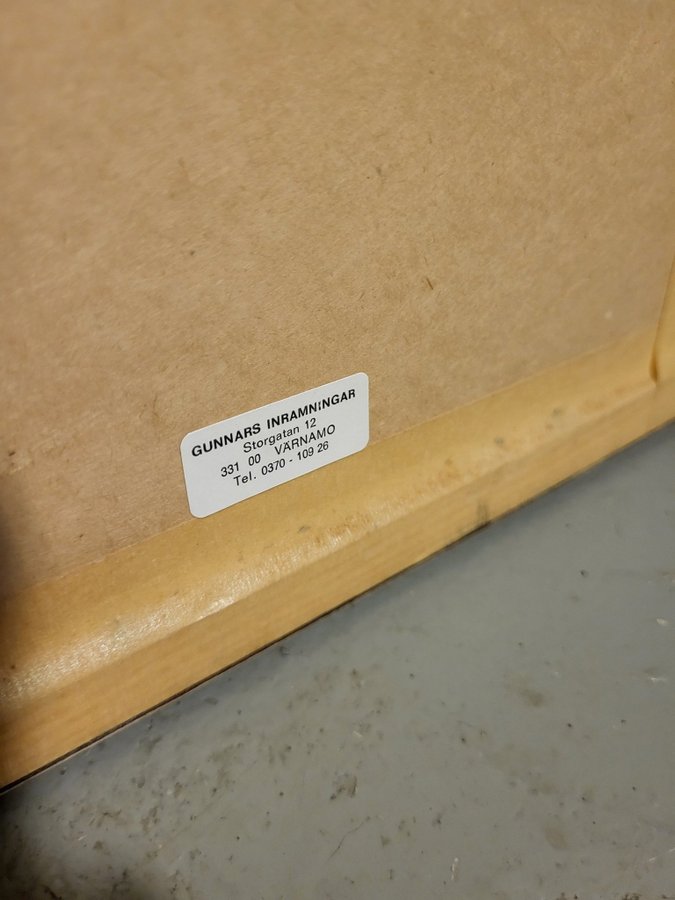 GUNNARS INRAMNINGAR
Storgatan 12
331 00 VÄRNAMO
Tel. 0370 - 109 26